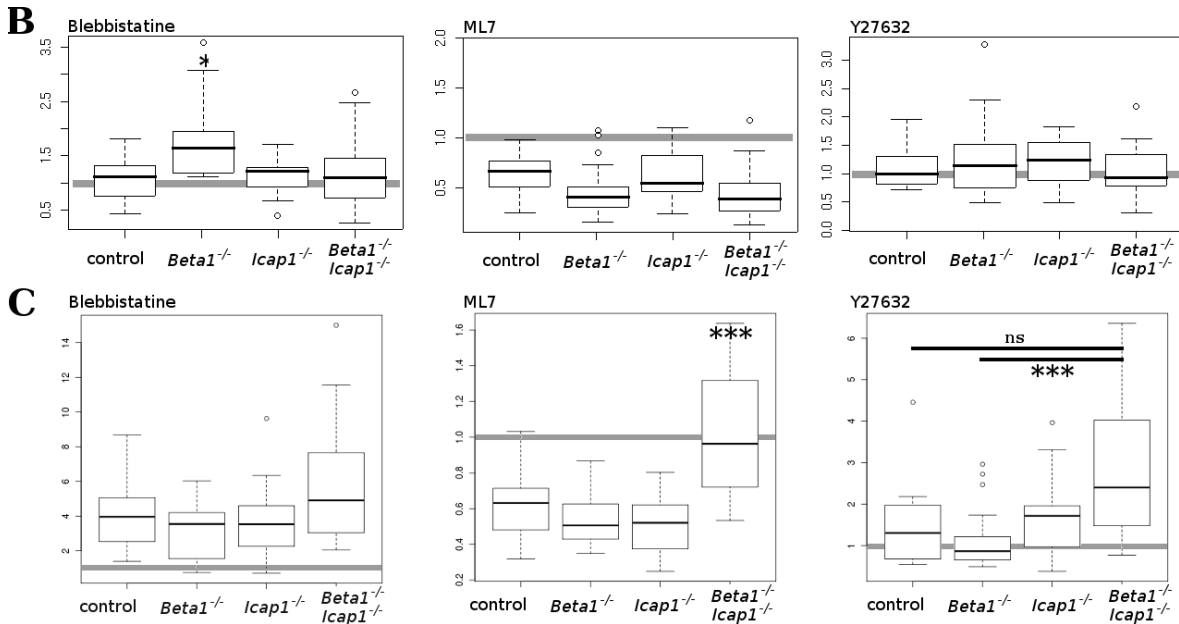 B
Blebbistatine
3.5
2.5
1.5
0.5
*
control
Beta1-/-
Icap1-/-
Beta1-/-
Icap1-/-
ML7
2.0
1.5
1.0
0.5
Beta1-/-
Icap1-/-
Beta1-/-
Icap1-/-
control
Y27632
3.0
2.5
2.0
1.5
1.0
0.5
0.0
control
Beta1-/-
Icap1-/-
Beta1-/-
Icap1-/-
C
Blebbistatine
14
12
10
8
6
4
2
control
Beta1-/-
Icap1-/-
Beta1-/-
Icap1-/-
ML7
1.6
1.4
1.2
1.0
0.8
0.6
0.4
0.2
***
control
Beta1-/-
Icap1-/-
Beta1-/-
Icap1-/-
Y27632
6
5
4
3
2
1
ns
***
control
Beta1-/-
Icap1-/-
Beta1-/-
Icap1-/-